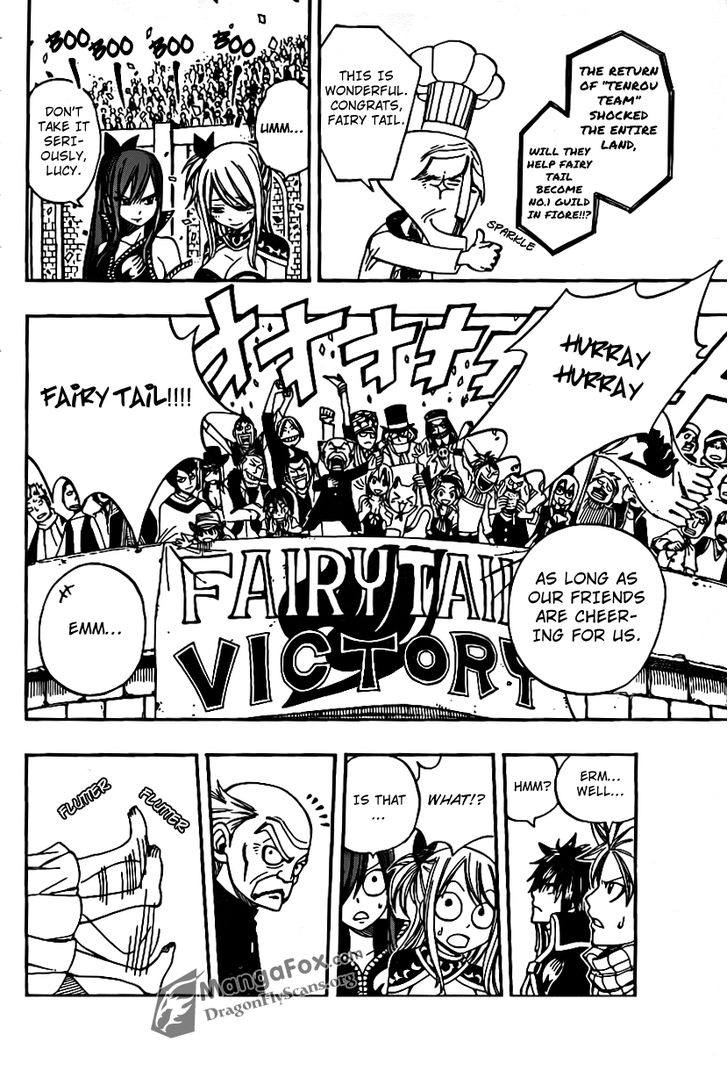 THE RETURN
OF "TENROU
TEAM"
SHOCKED
THE ENTIRE
LAND,
WILL THEY
HELP FAIRY
TAIL
BECOME
NO.1 GUILD
IN FIORE!!?
THIS IS
WONDERFUL.
CONGRATS,
FAIRY TAIL.
SPARKLE
BOO
BOO
BOO
BOO
UMM...
DON'T
TAKE IT
SERI-
OUSLY,
LUCY.
オオオオオ
HURRAY
HURRAY
FAIRY TAIL!!!!
FAIRY TAIL
VICTORY
AS LONG AS
OUR FRIENDS
ARE CHEER-
ING FOR US.
EMM...
ERM...
WELL...
HMM?
WHAT!?
IS THAT
...
FLUTTER
FLUTTER
MangaFox.com
DragonFlyScans.org